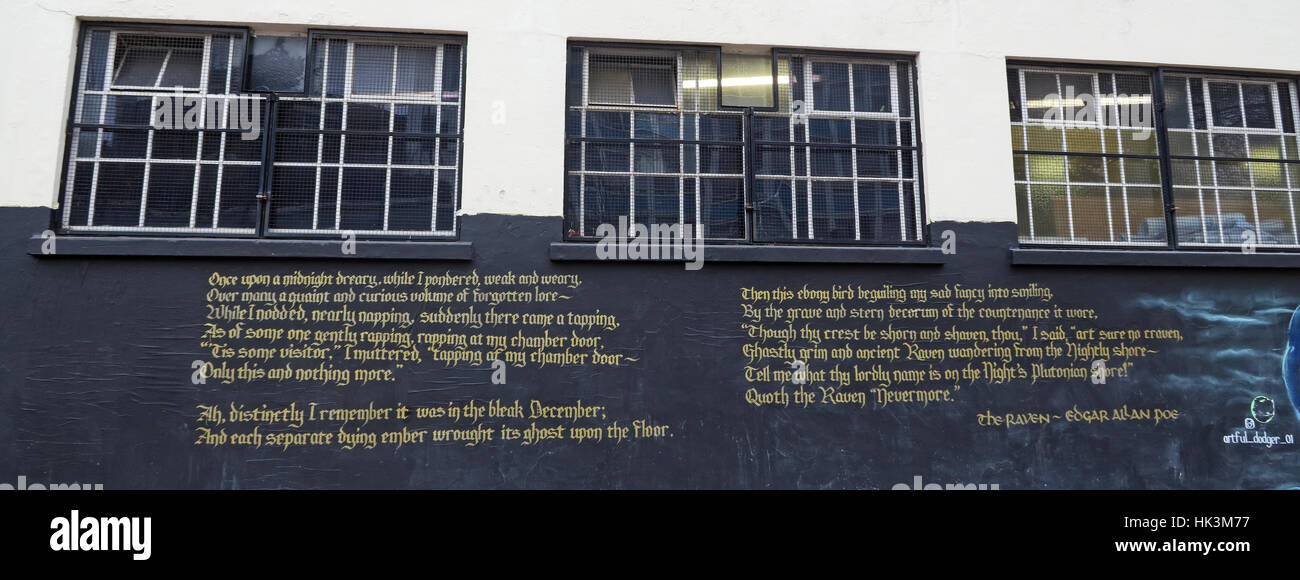 Once upon a midnight dreary, while I pondered, weak and weary,
Over many a quaint and curious volume of forgotten lore~
While I nodded, nearly napping, suddenly there came a tapping,
As of some one gently rapping, rapping at my chamber door.
"'Tis some visitor," I muttered, "tapping at my chamber door~
Only this and nothing more."
Ah, distinctly I remember it was in the bleak December;
And each separate dying ember wrought its ghost upon the floor.
Then this ebony bird beguiling my sad fancy into smiling,
By the grave and stern decorum of the countenance it wore,
"Though thy crest be shorn and shaven, thou," I said, "art sure no craven,
Ghastly grim and ancient Raven wandering from the Nightly shore~
Tell me what thy lordly name is on the Night's Plutonian shore!"
Quoth the Raven "Nevermore."
The Raven ~ Edgar Allan Poe
artful_dodger_01
alamy stock photo
alamy
Image ID: HK3M77
www.alamy.com